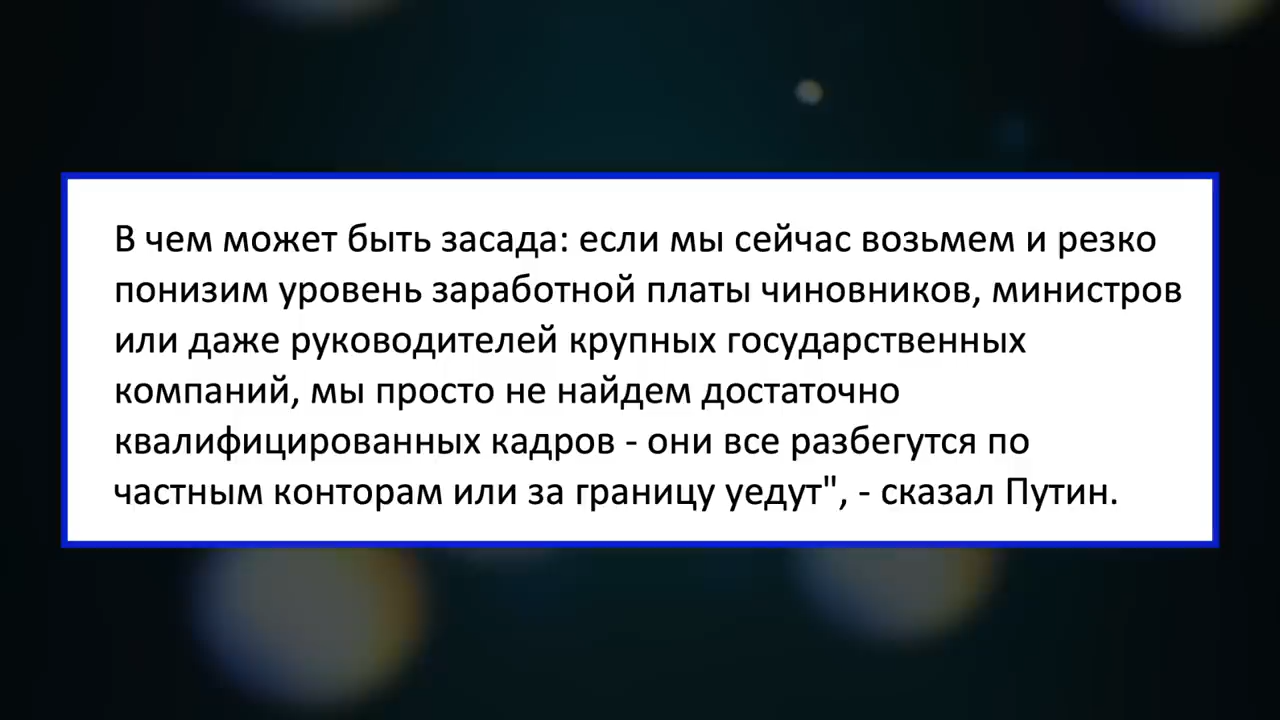 В чем может быть засада: если мы сейчас возьмем и резко
понизим уровень заработной платы чиновников, министров
или даже руководителей крупных государственных
компаний, мы просто не найдем достаточно
квалифицированных кадров - они все разбегутся по
частным конторам или за границу уедут", - сказал Путин.